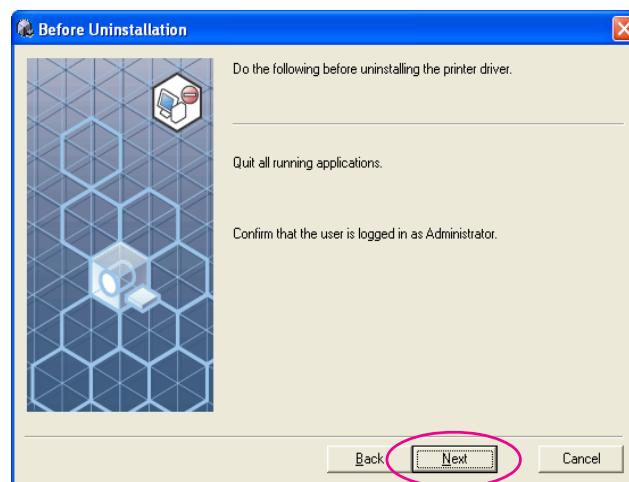 Before Uninstallation
Do the following before uninstalling the printer driver.
Quit all running applications.
Confirm that the user is logged in as Administrator.
Back
Next
Cancel